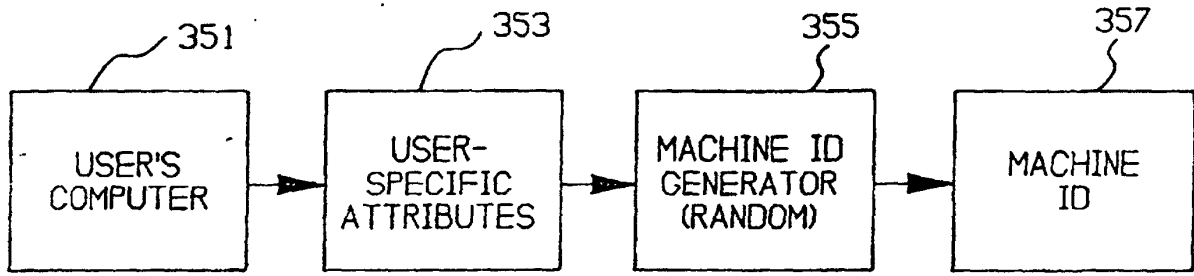 351
353
355
357
USER'S
COMPUTER
USER-
SPECIFIC
ATTRIBUTES
MACHINE ID
GENERATOR
(RANDOM)
MACHINE
ID